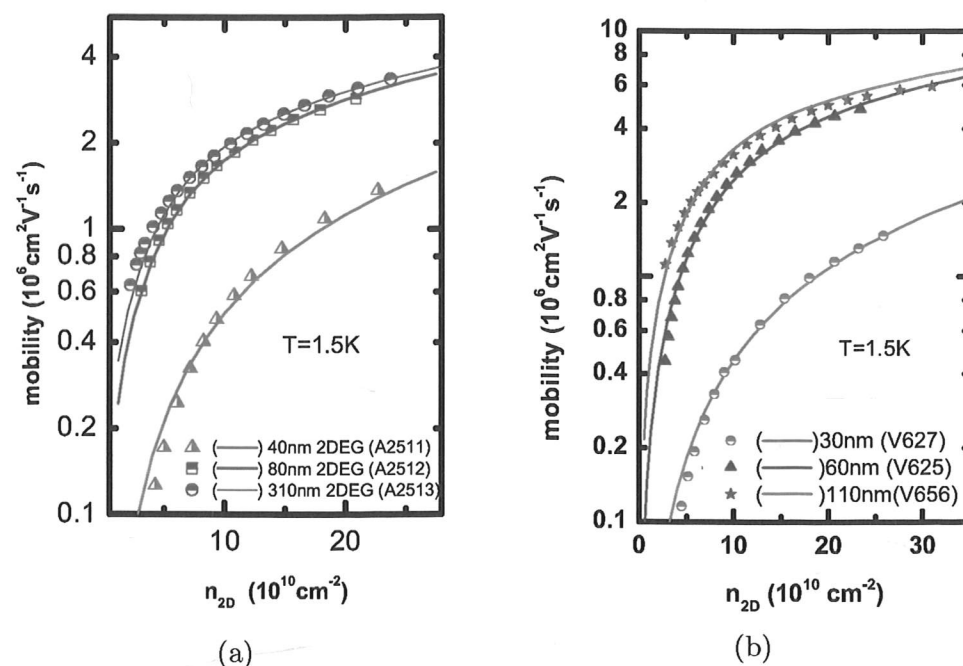 4
2
1
0.8
0.6
0.4
0.2
0.1
mobility (10⁶cm²V⁻¹s⁻¹)
T=1.5K
(——) 40nm 2DEG (A2511)
(——) 80nm 2DEG (A2512)
(——) 310nm 2DEG (A2513)
10 20
n₂D (10¹⁰cm⁻²)
(a)
10
8
6
4
2
0.8
0.6
0.4
0.2
0.1
mobility (10⁶cm²V⁻¹s⁻¹)
T=1.5K
(——)30nm (V627)
(——)60nm (V625)
(——)110nm(V656)
0 10 20 30
n₂D (10¹⁰ cm⁻²)
(b)